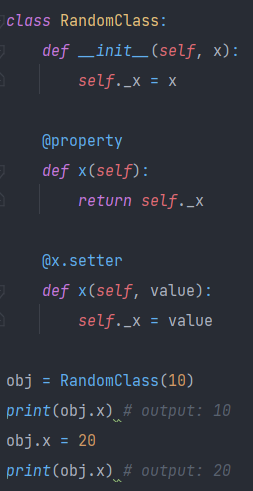 class RandomClass:
    def __init__(self, x):
        self._x = x

    @property
    def x(self):
        return self._x

    @x.setter
    def x(self, value):
        self._x = value

obj = RandomClass(10)
print(obj.x) # output: 10
obj.x = 20
print(obj.x) # output: 20